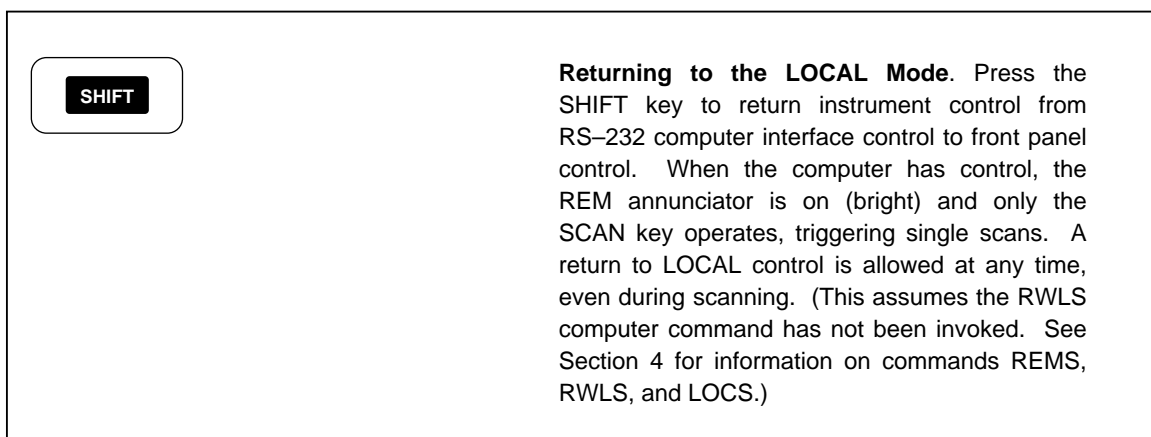 SHIFT
Returning to the LOCAL Mode. Press the
SHIFT key to return instrument control from
RS–232 computer interface control to front panel
control. When the computer has control, the
REM annunciator is on (bright) and only the
SCAN key operates, triggering single scans. A
return to LOCAL control is allowed at any time,
even during scanning. (This assumes the RWLS
computer command has not been invoked. See
Section 4 for information on commands REMS,
RWLS, and LOCS.)